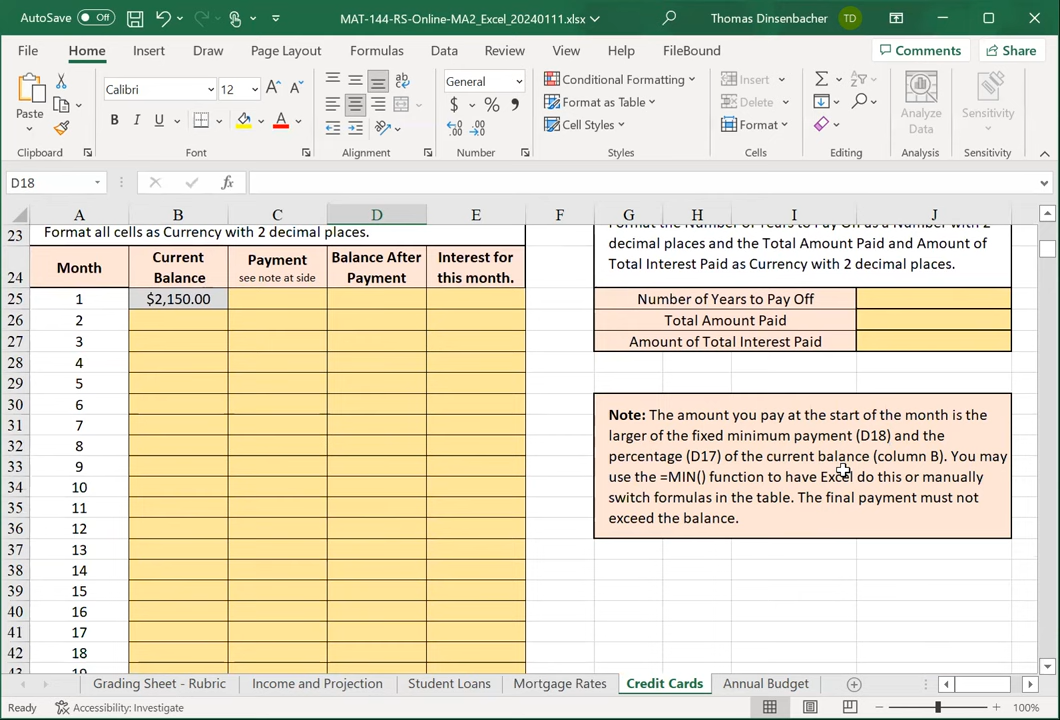 AutoSave Off MAT-144-RS-Online-MA2_Excel_20240111.xlsx Thomas Dinsenbacher TD
File Home Insert Draw Page Layout Formulas Data Review View Help FileBound Comments Share
Paste
Calibri 12
General
Conditional Formatting
Format as Table
Cell Styles
Insert
Delete
Format
Analyze
Data
Sensitivity
Clipboard Font Alignment Number Styles Cells Editing Analysis Sensitivity
D18 fx
A B C D E F G H I J
23 Format all cells as Currency with 2 decimal places.
Format the Number of Years to Pay Off as a Number with 2
decimal places and the Total Amount Paid and Amount of
Total Interest Paid as Currency with 2 decimal places.
24 Month Current Balance Payment see note at side Balance After Payment Interest for this month.
25 1 $2,150.00 Number of Years to Pay Off
26 2 Total Amount Paid
27 3 Amount of Total Interest Paid
28 4
29 5
30 6
31 7
32 8
33 9
34 10
35 11
36 12
37 13
38 14
39 15
40 16
41 17
42 18
43 19
Note: The amount you pay at the start of the month is the
larger of the fixed minimum payment (D18) and the
percentage (D17) of the current balance (column B). You may
use the =MIN() function to have Excel do this or manually
switch formulas in the table. The final payment must not
exceed the balance.
Grading Sheet - Rubric Income and Projection Student Loans Mortgage Rates Credit Cards Annual Budget
Ready Accessibility: Investigate 100%